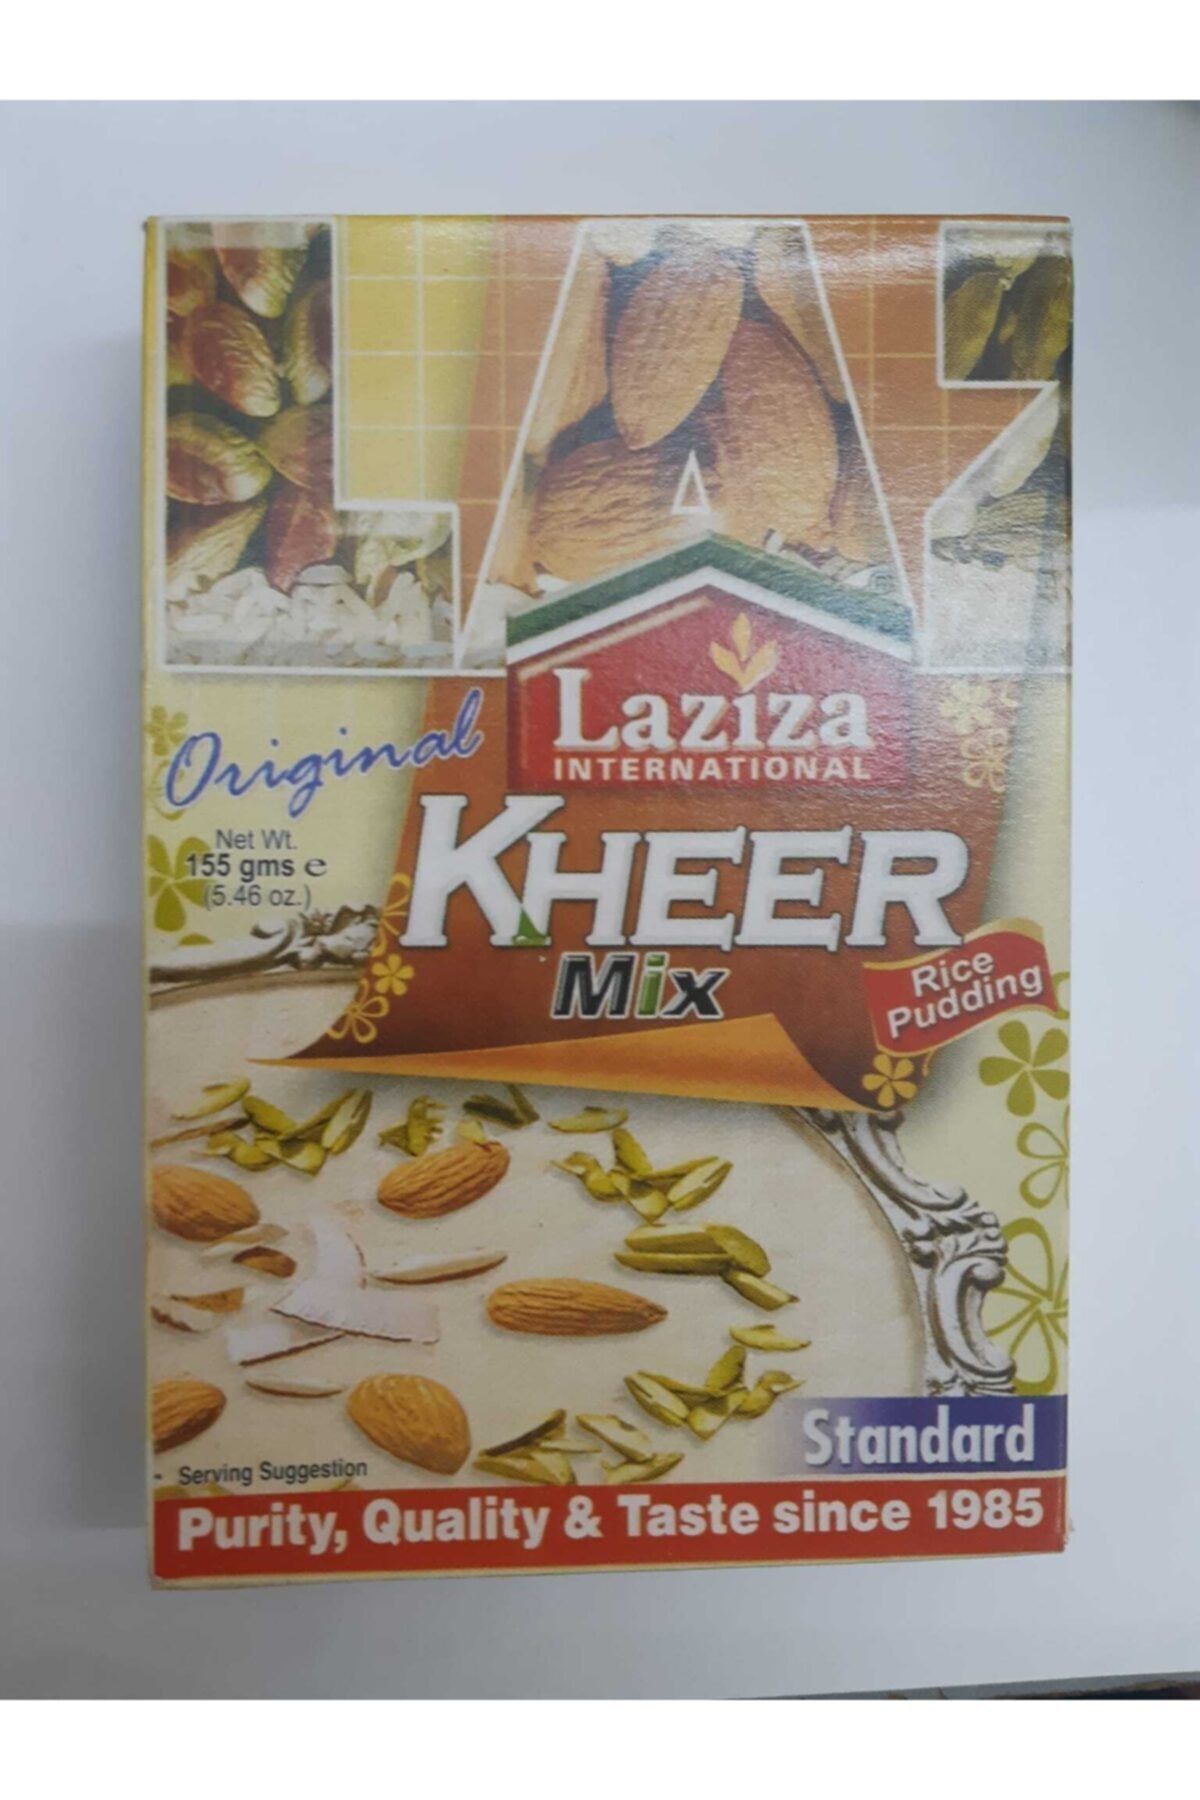 LAZ
Laziza
INTERNATIONAL
Original
Net Wt.
155 gms e
(5.46 oz.)
KHEER
Mix
Rice
Pudding
Standard
Serving Suggestion
Purity, Quality & Taste since 1985